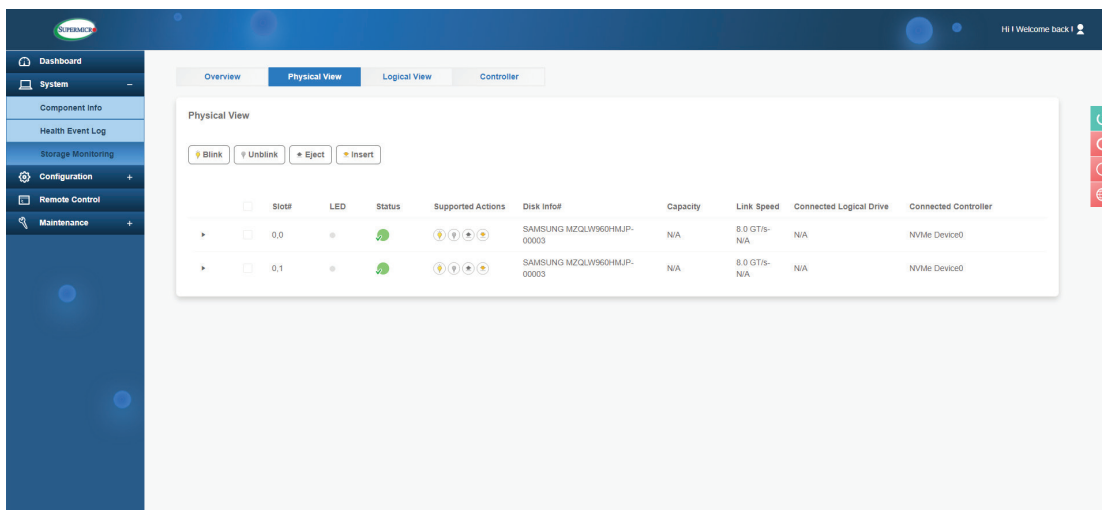 SUPERMICRO
Hi ! Welcome back !
Dashboard
System −
Component Info
Health Event Log
Storage Monitoring
Configuration +
Remote Control
Maintenance +
Overview Physical View Logical View Controller
Physical View
Blink Unblink Eject Insert
Slot# LED Status Supported Actions Disk Info# Capacity Link Speed Connected Logical Drive Connected Controller
0,0 SAMSUNG MZQLW960HMJP-00003 N/A 8.0 GT/s-N/A N/A NVMe Device0
0,1 SAMSUNG MZQLW960HMJP-00003 N/A 8.0 GT/s-N/A N/A NVMe Device0